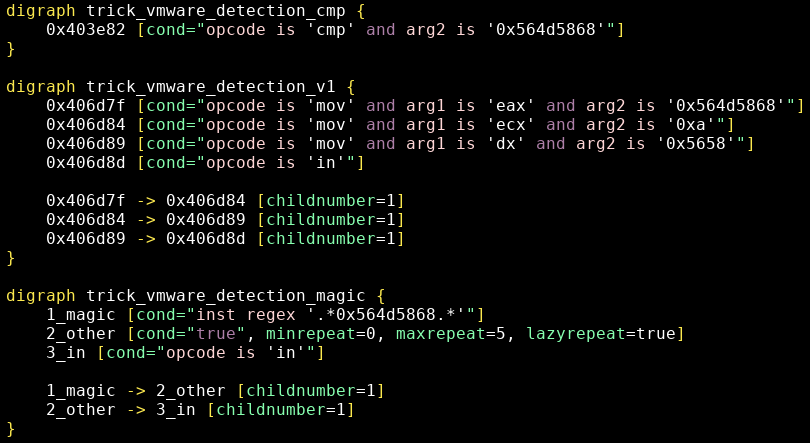 digraph trick_vmware_detection_cmp {
    0x403e82 [cond="opcode is 'cmp' and arg2 is '0x564d5868'"]
}

digraph trick_vmware_detection_v1 {
    0x406d7f [cond="opcode is 'mov' and arg1 is 'eax' and arg2 is '0x564d5868'"]
    0x406d84 [cond="opcode is 'mov' and arg1 is 'ecx' and arg2 is '0xa'"]
    0x406d89 [cond="opcode is 'mov' and arg1 is 'dx' and arg2 is '0x5658'"]
    0x406d8d [cond="opcode is 'in'"]

    0x406d7f -> 0x406d84 [childnumber=1]
    0x406d84 -> 0x406d89 [childnumber=1]
    0x406d89 -> 0x406d8d [childnumber=1]
}

digraph trick_vmware_detection_magic {
    1_magic [cond="inst regex '.*0x564d5868.*'"]
    2_other [cond="true", minrepeat=0, maxrepeat=5, lazyrepeat=true]
    3_in [cond="opcode is 'in'"]

    1_magic -> 2_other [childnumber=1]
    2_other -> 3_in [childnumber=1]
}